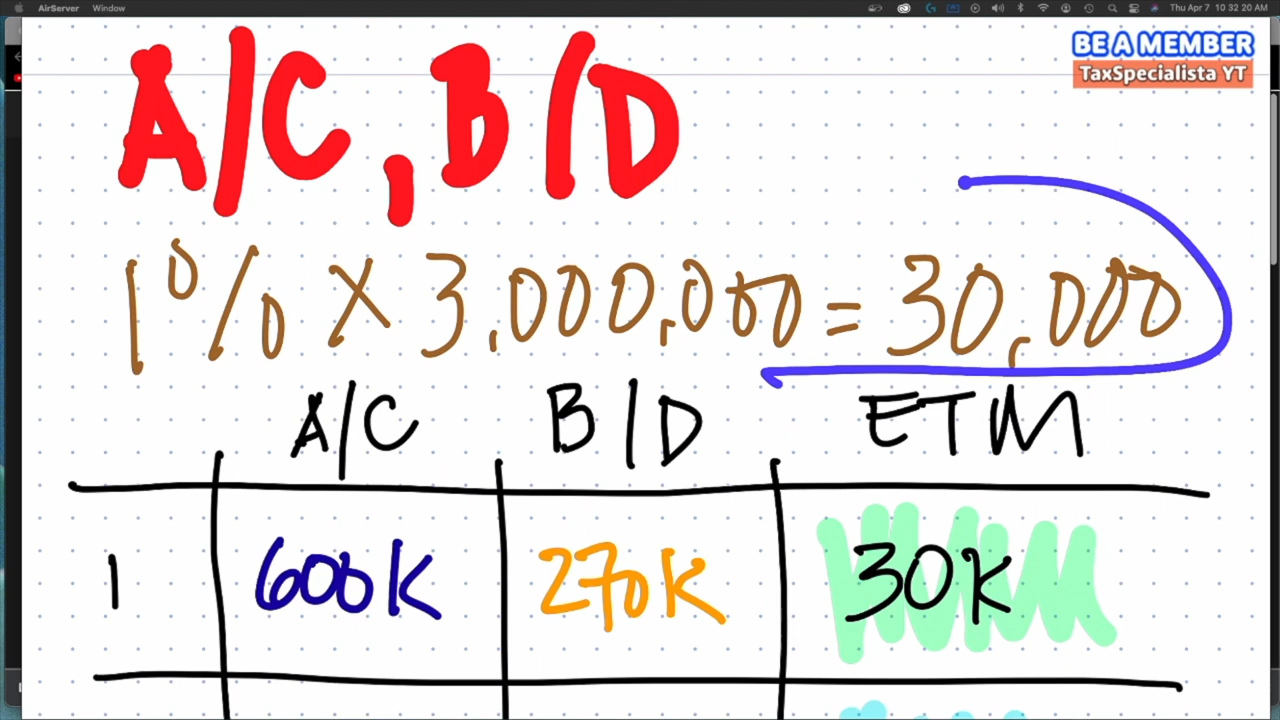 AirServer Window Thu Apr 7 10 32 20 AM
BE A MEMBER
TaxSpecialista YT
A/C, B/D
1% X 3,000,000 = 30,000
A/C B/D ETM
1 600K 270K 30K